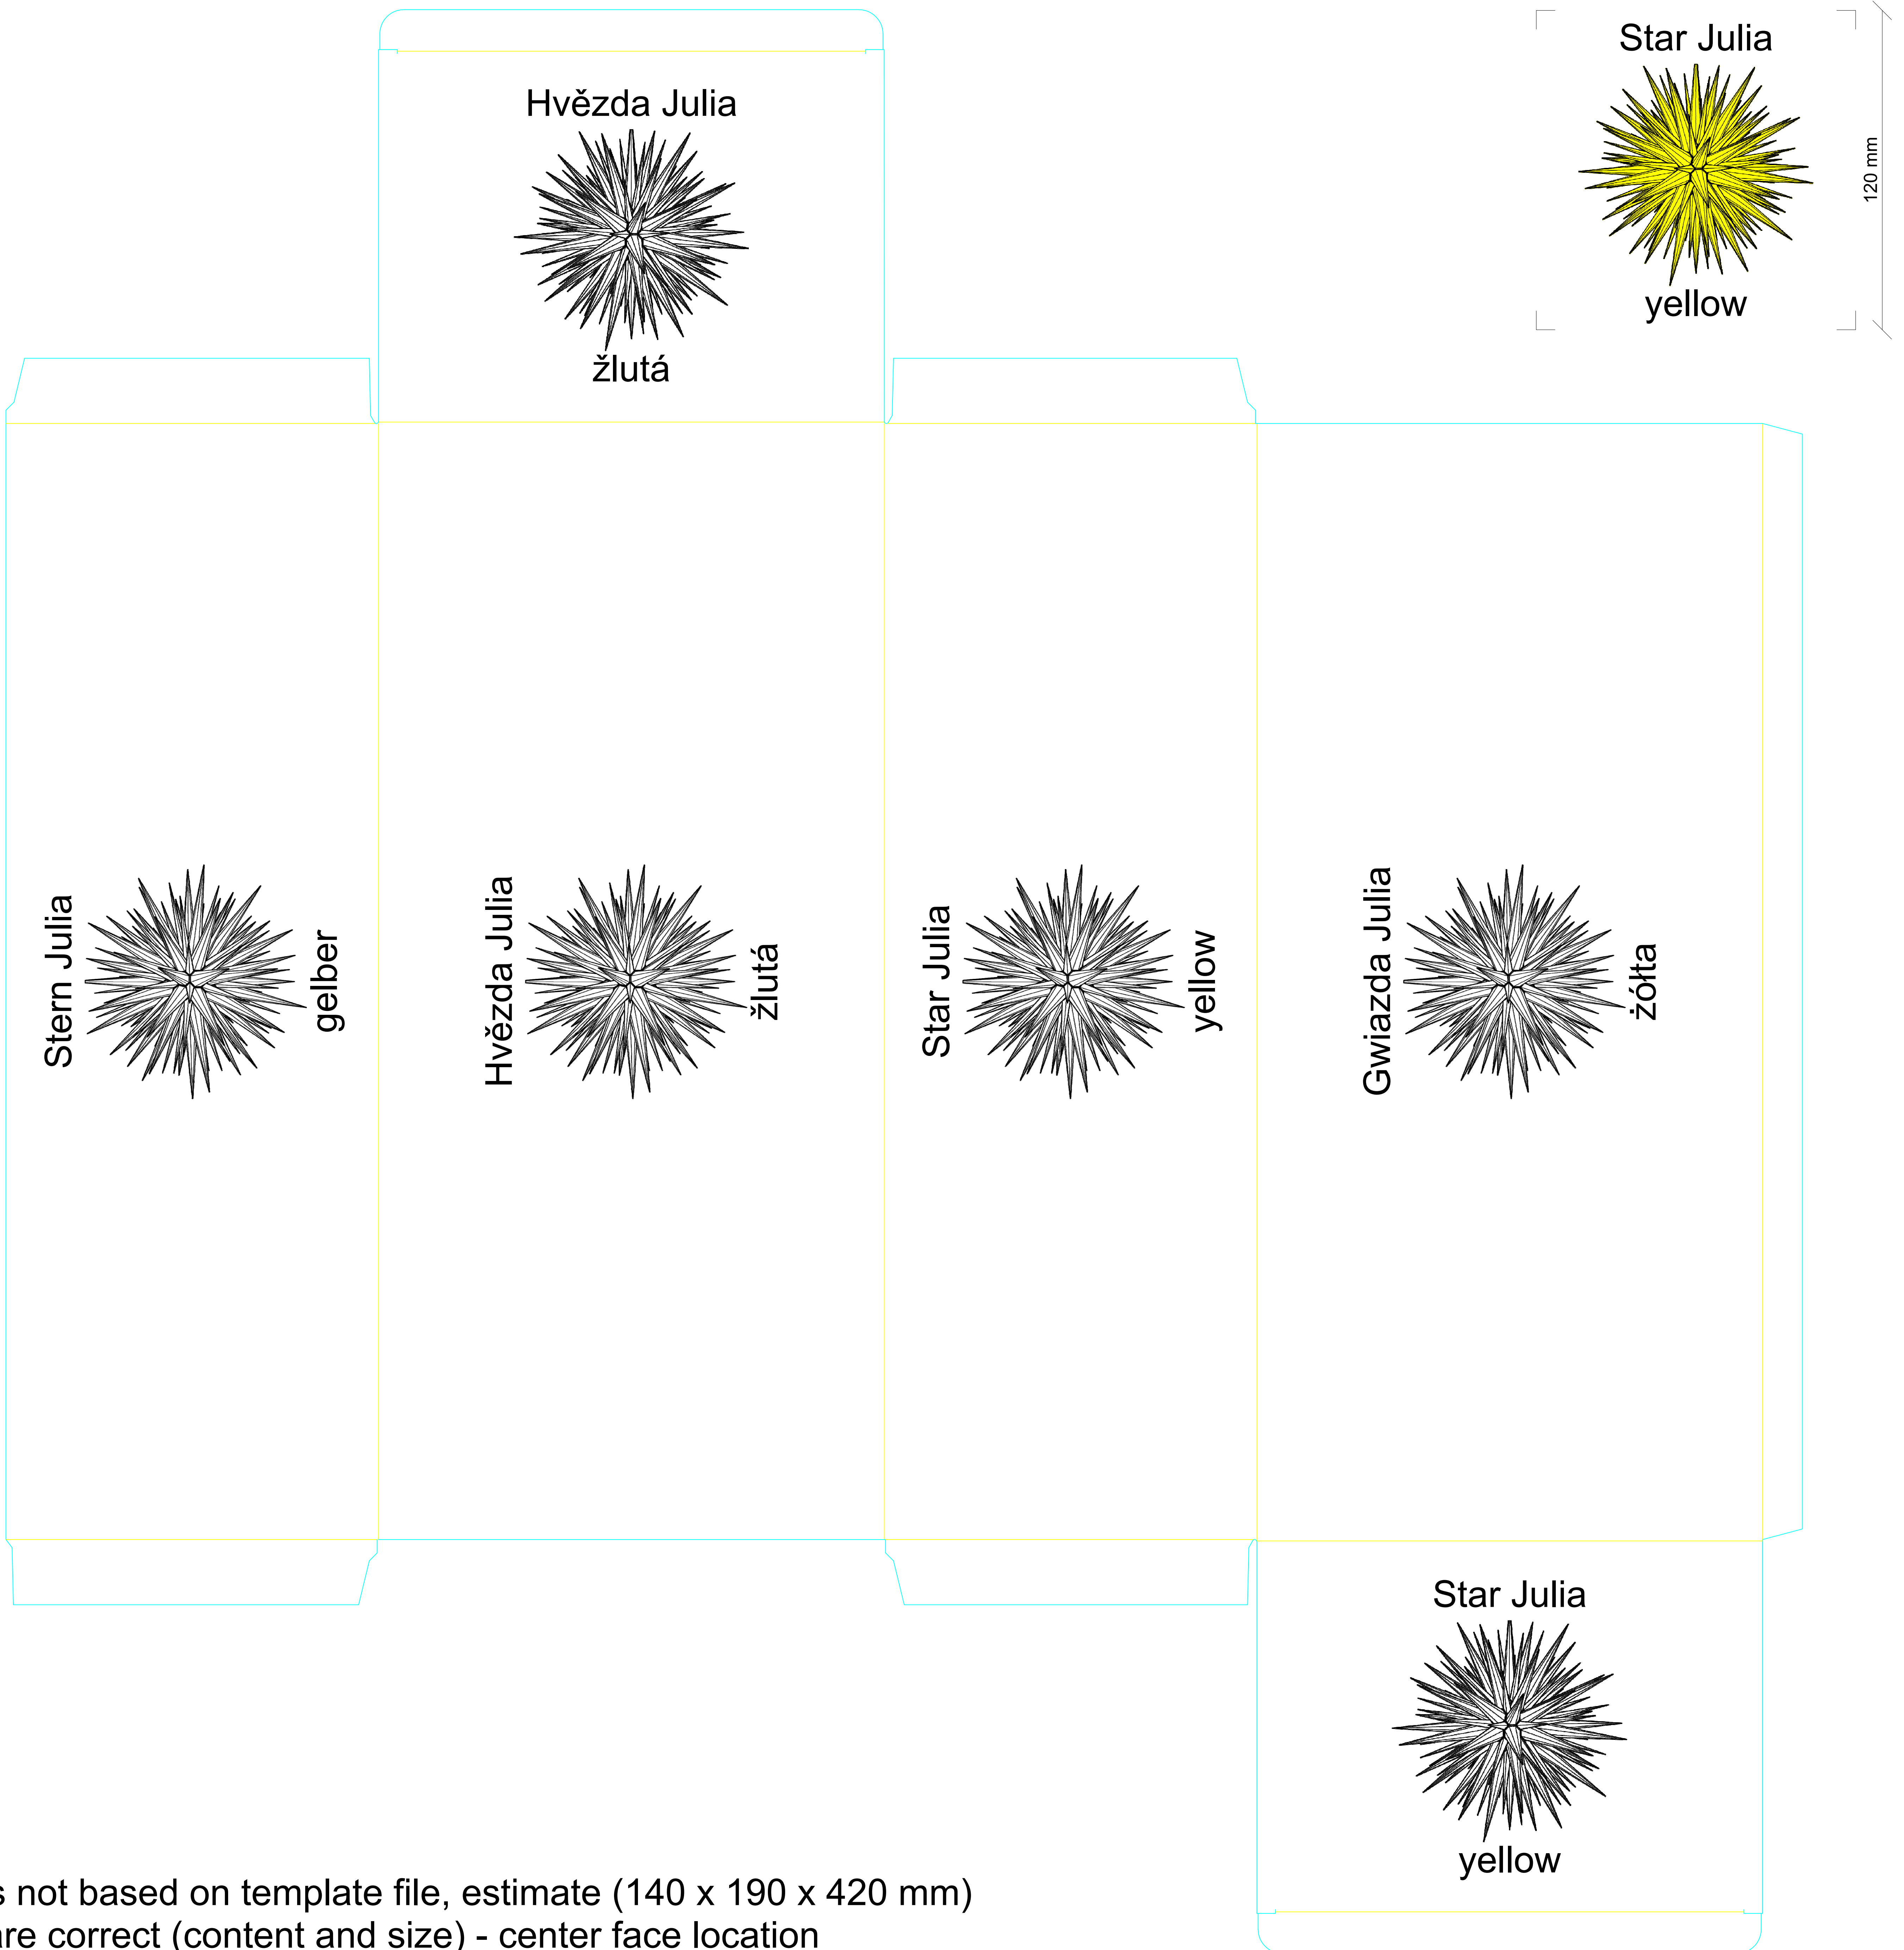 Star Julia
yellow
120 mm
Hvězda Julia
žlutá
Stern Julia
gelber
Hvězda Julia
žlutá
Star Julia
yellow
Gwiazda Julia
żółta
Star Julia
yellow
not based on template file, estimate (140 x 190 x 420 mm)
correct (content and size) - center face location